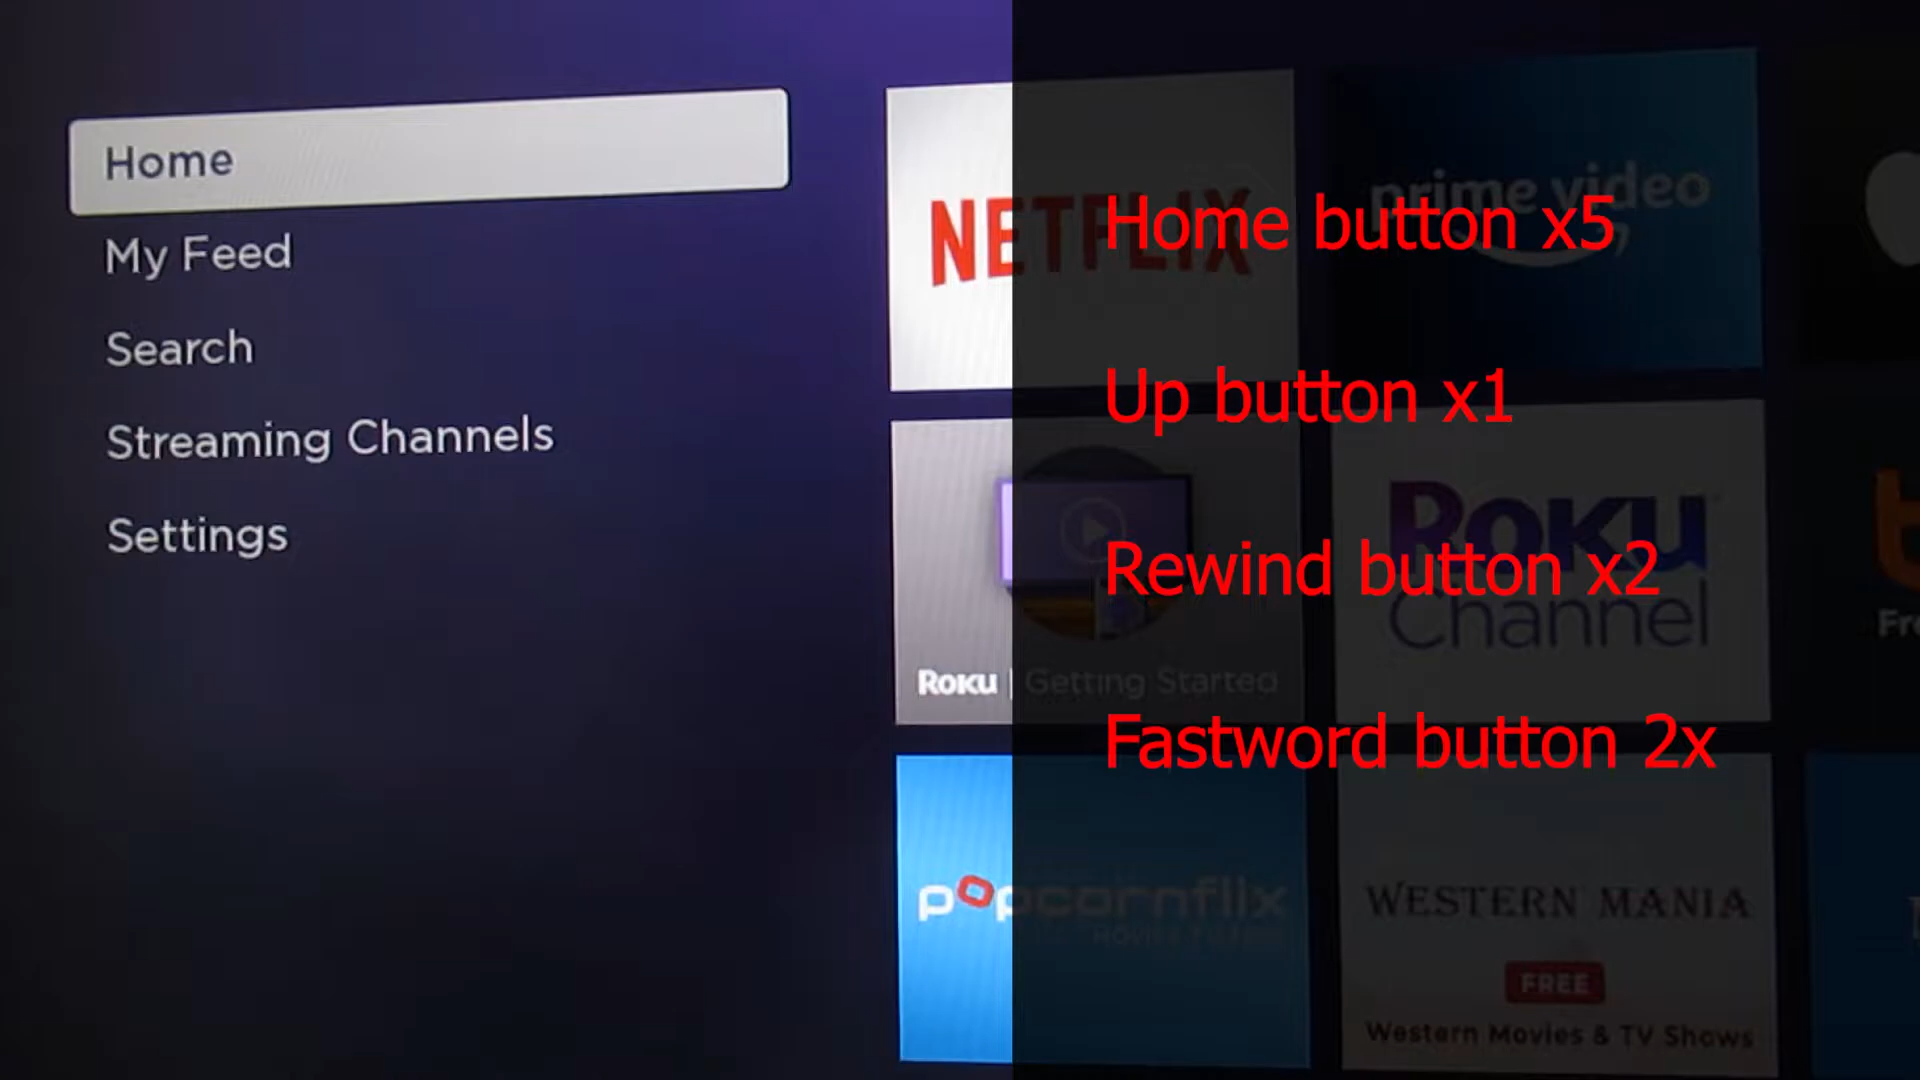 Home
My Feed
Search
Streaming Channels
Settings
NETFLIX
prime video
Roku | Getting Started
Roku
Channel
popcornflix
WESTERN MANIA
FREE
Western Movies & TV Shows
Home button x5
Up button x1
Rewind button x2
Fastword button 2x